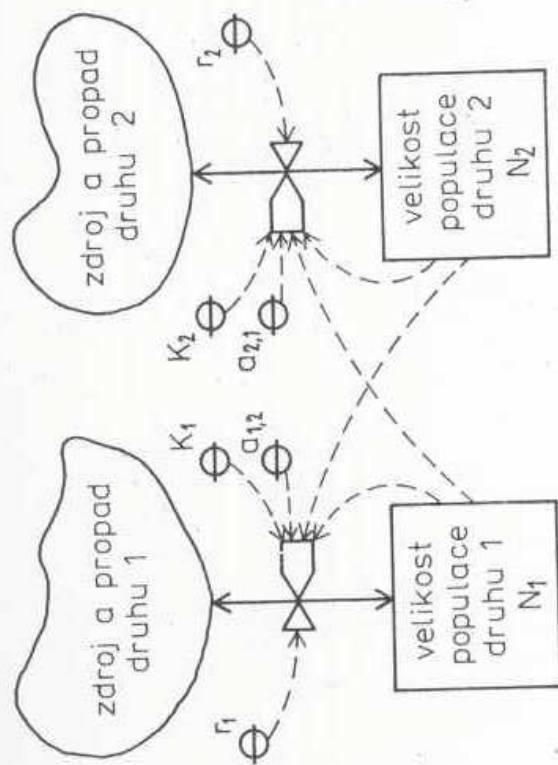 zdroj a propad
druhu 1
r₁
K₁
a₁,₂
velikost
populace
druhu 1
N₁
zdroj a propad
druhu 2
r₂
K₂
a₂,₁
velikost
populace
druhu 2
N₂